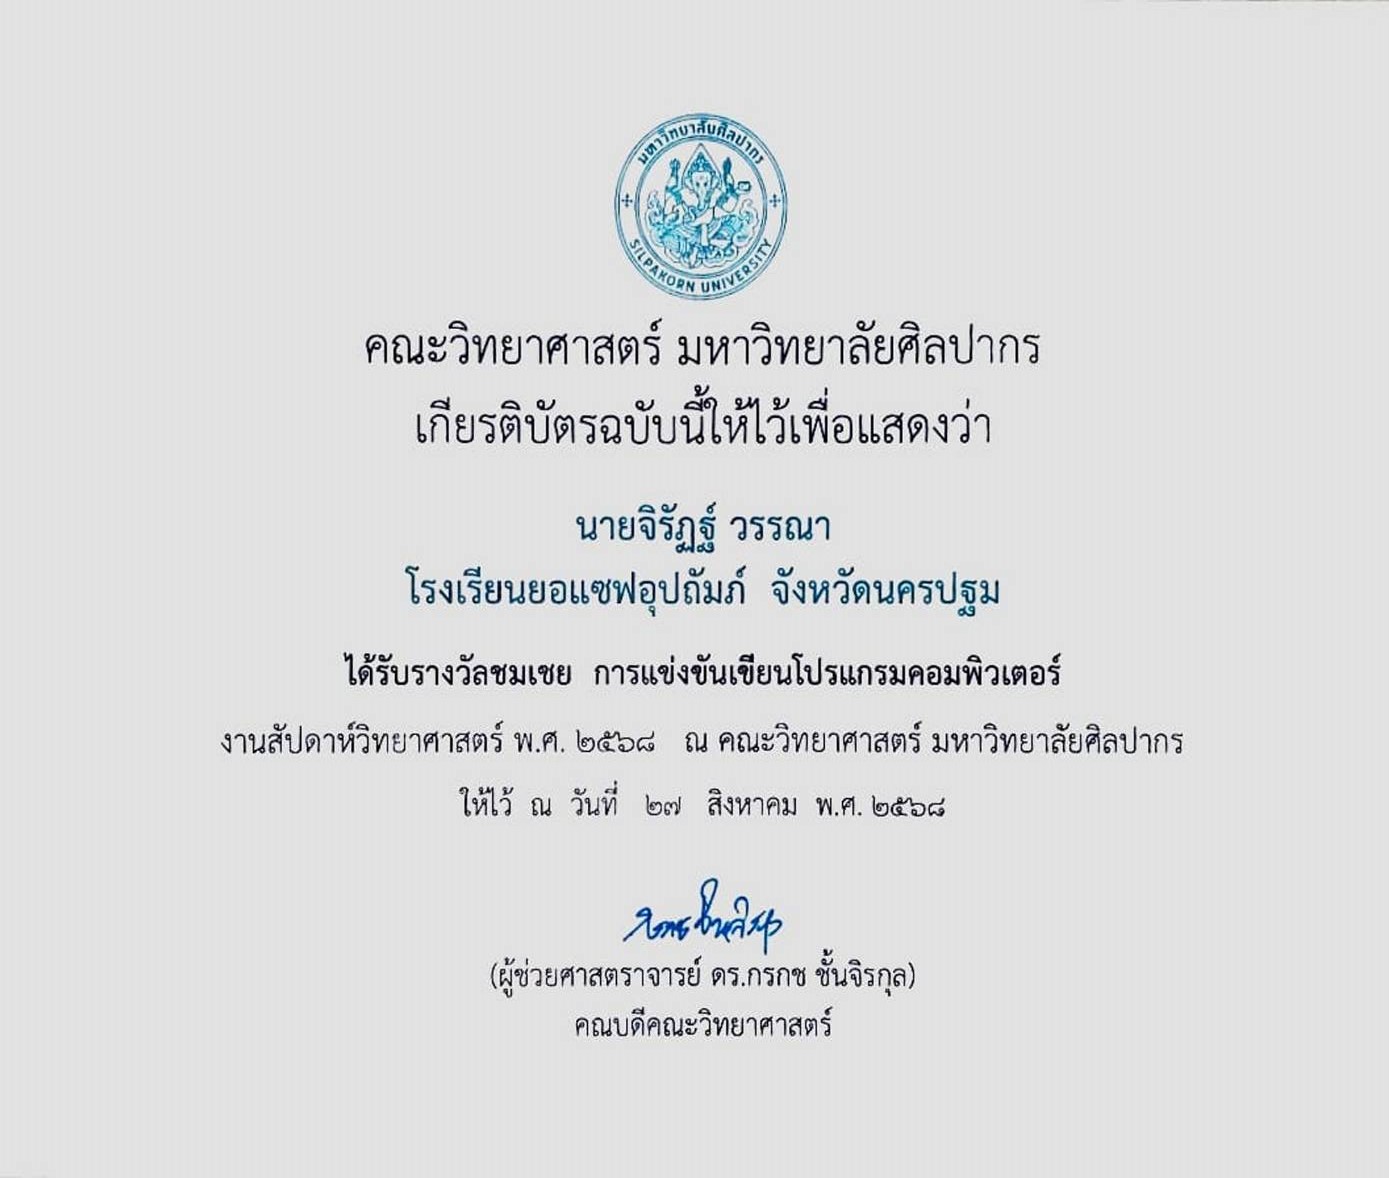 มหาวิทยาลัยศิลปากร
SILPAKORN UNIVERSITY
คณะวิทยาศาสตร์ มหาวิทยาลัยศิลปากร
เกียรติบัตรฉบับนี้ให้ไว้เพื่อแสดงว่า
นายจิรัฏฐ์ วรรณา
โรงเรียนยอแซฟอุปถัมภ์ จังหวัดนครปฐม
ได้รับรางวัลชมเชย การแข่งขันเขียนโปรแกรมคอมพิวเตอร์
งานสัปดาห์วิทยาศาสตร์ พ.ศ. ๒๕๖๘ ณ คณะวิทยาศาสตร์ มหาวิทยาลัยศิลปากร
ให้ไว้ ณ วันที่ ๒๗ สิงหาคม พ.ศ. ๒๕๖๘
(ผู้ช่วยศาสตราจารย์ ดร.กรกช ชั้นจิรกุล)
คณบดีคณะวิทยาศาสตร์